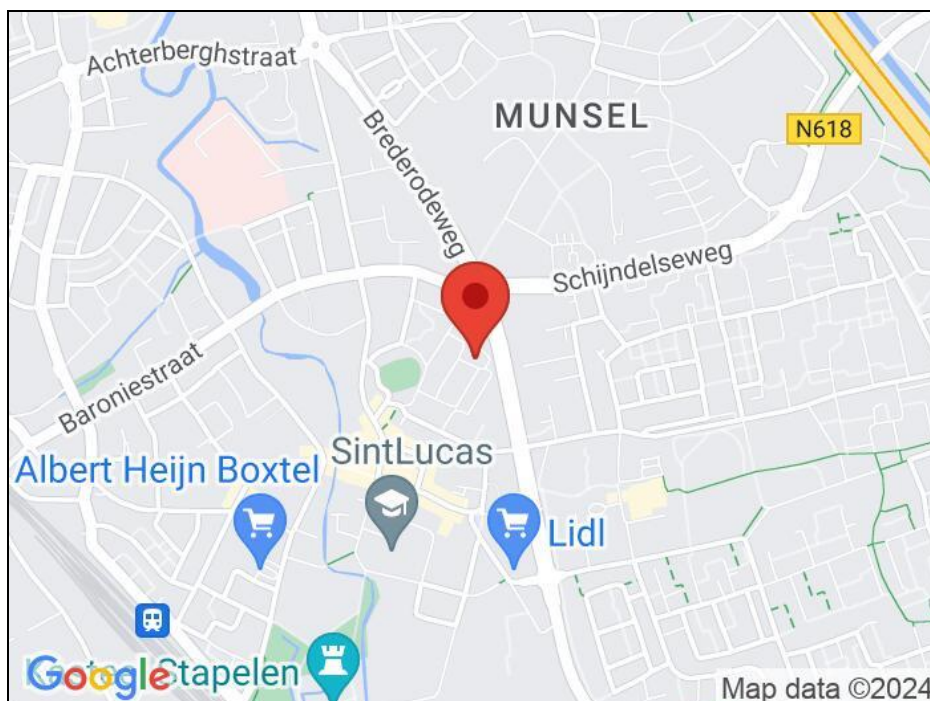 Achterberghstraat
MUNSEL
N618
Brederodeweg
Schijndelseweg
Baroniestraat
SintLucas
Albert Heijn Boxtel
Lidl
Stapelen
Google
Map data ©2024